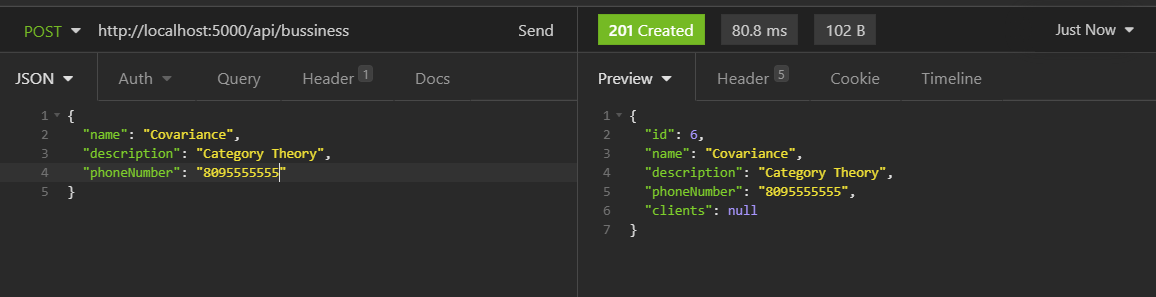 POST http://localhost:5000/api/bussiness Send
JSON Auth Query Header 1 Docs
1 {
2 "name": "Covariance",
3 "description": "Category Theory",
4 "phoneNumber": "8095555555"
5 }
201 Created 80.8 ms 102 B Just Now
Preview Header 5 Cookie Timeline
1 {
2 "id": 6,
3 "name": "Covariance",
4 "description": "Category Theory",
5 "phoneNumber": "8095555555",
6 "clients": null
7 }